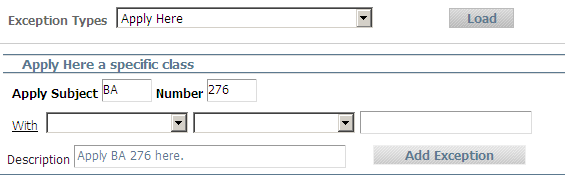 Exception Types Apply Here Load
Apply Here a specific class
Apply Subject BA Number 276
With
Description Apply BA 276 here. Add Exception